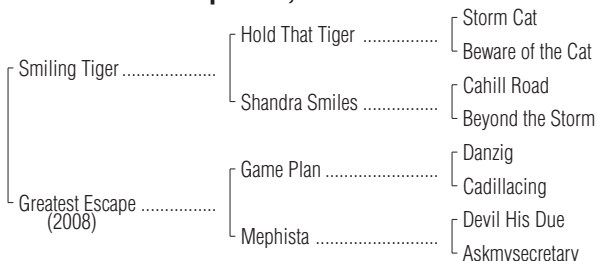 Storm Cat
Hold That Tiger ..................
Beware of the Cat
Smiling Tiger ......................
Cahill Road
Shandra Smiles ..................
Beyond the Storm
Danzig
Game Plan ...........................
Cadillacing
Greatest Escape .................
(2008)
Devil His Due
Mephista .............................
Askmysecretary